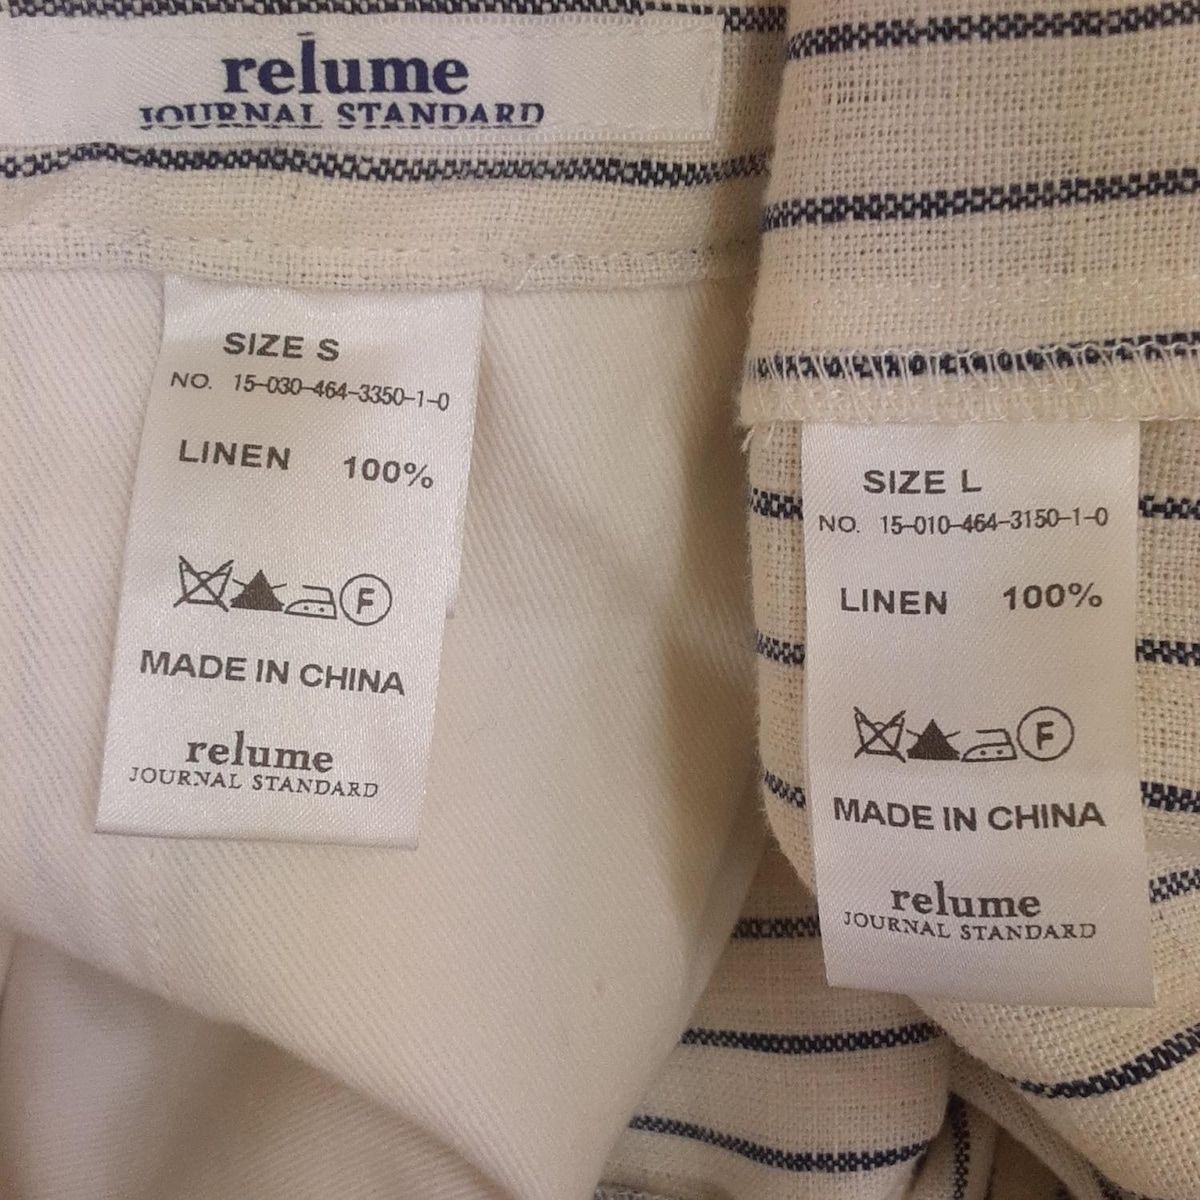 relume
JOURNAL STANDARD
SIZE S
NO. 15-030-464-3350-1-0
LINEN 100%
F
MADE IN CHINA
relume
JOURNAL STANDARD
SIZE L
NO. 15-010-464-3150-1-0
LINEN 100%
F
MADE IN CHINA
relume
JOURNAL STANDARD